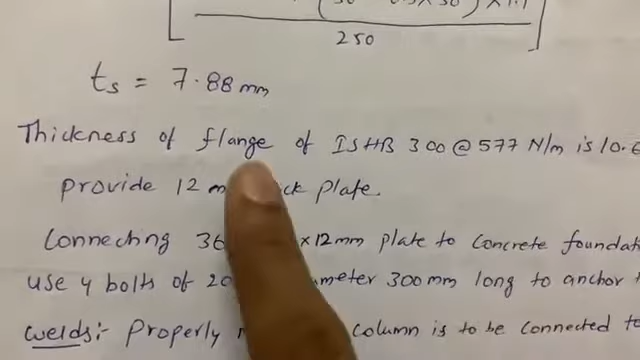 250
ts = 7.88 mm
Thickness of flange of ISHB 300 @ 577 N/m is 10.6
provide 12 plate.
Connecting 36 x12mm plate to concrete foundati
use 4 bolts of 20 meter 300mm long to anchor
welds:- Properly column is to be connected to